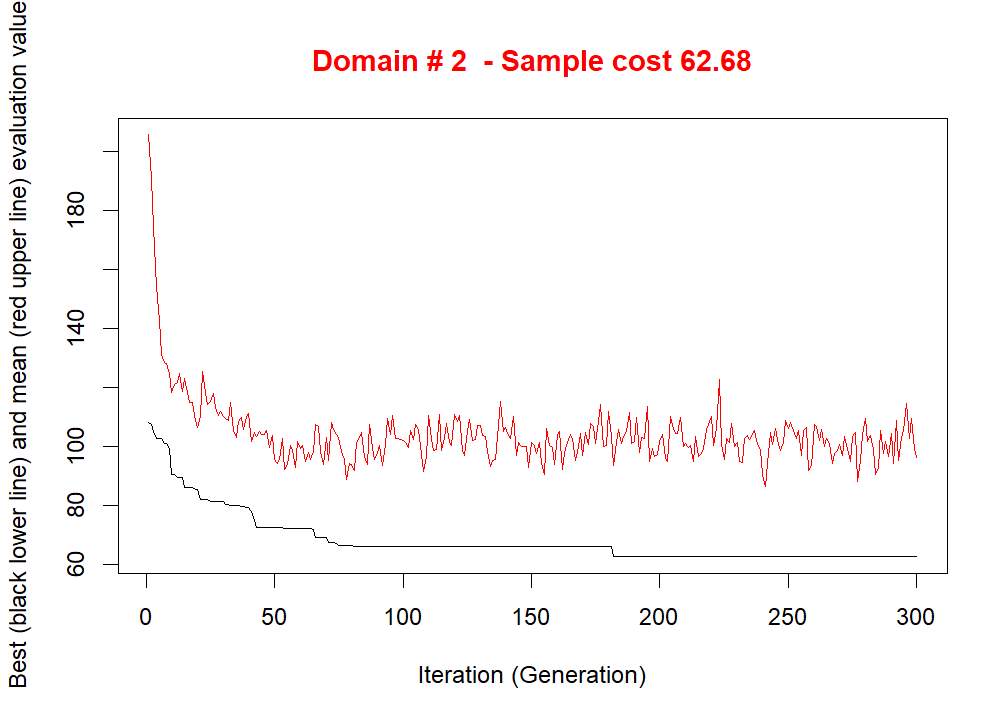 Domain # 2  - Sample cost 62.68
Best (black lower line) and mean (red upper line) evaluation value
180
140
100
80
60
0 50 100 150 200 250 300
Iteration (Generation)